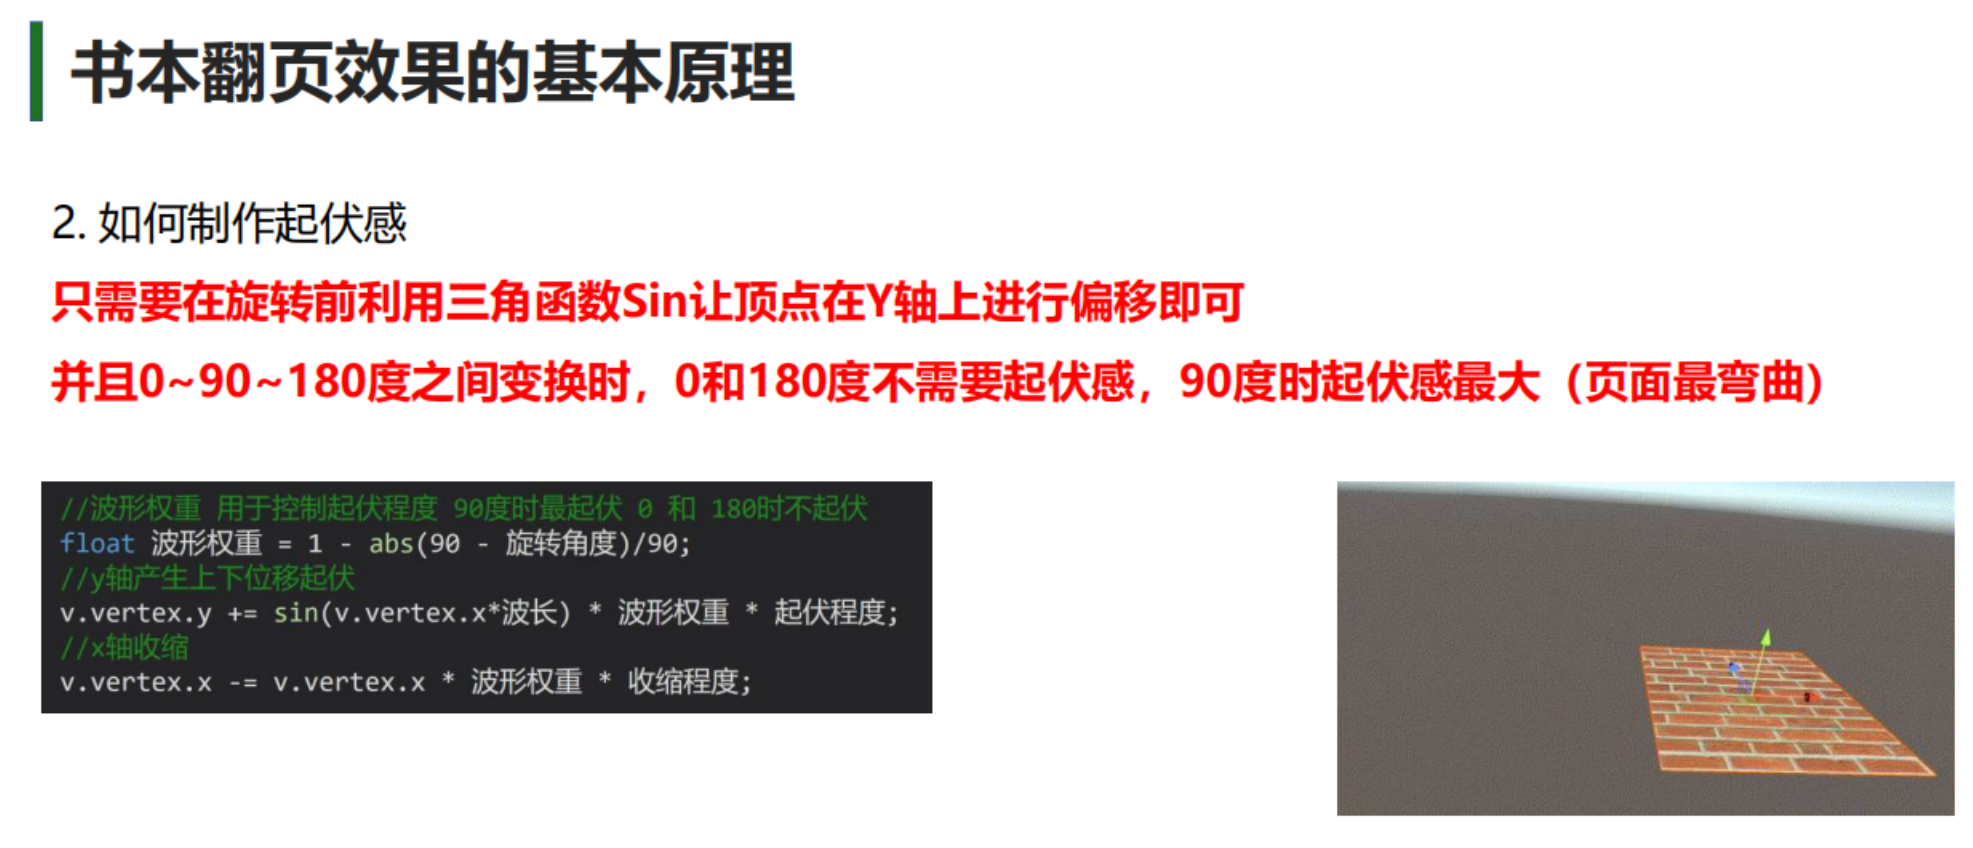 书本翻页效果的基本原理
2. 如何制作起伏感
只需要在旋转前利用三角函数Sin让顶点在Y轴上进行偏移即可
并且0~90~180度之间变换时，0和180度不需要起伏感，90度时起伏感最大（页面最弯曲）
//波形权重 用于控制起伏程度 90度时最起伏 0 和 180时不起伏
float 波形权重 = 1 - abs(90 - 旋转角度)/90;
//y轴产生上下位移起伏
v.vertex.y += sin(v.vertex.x*波长) * 波形权重 * 起伏程度;
//x轴收缩
v.vertex.x -= v.vertex.x * 波形权重 * 收缩程度;